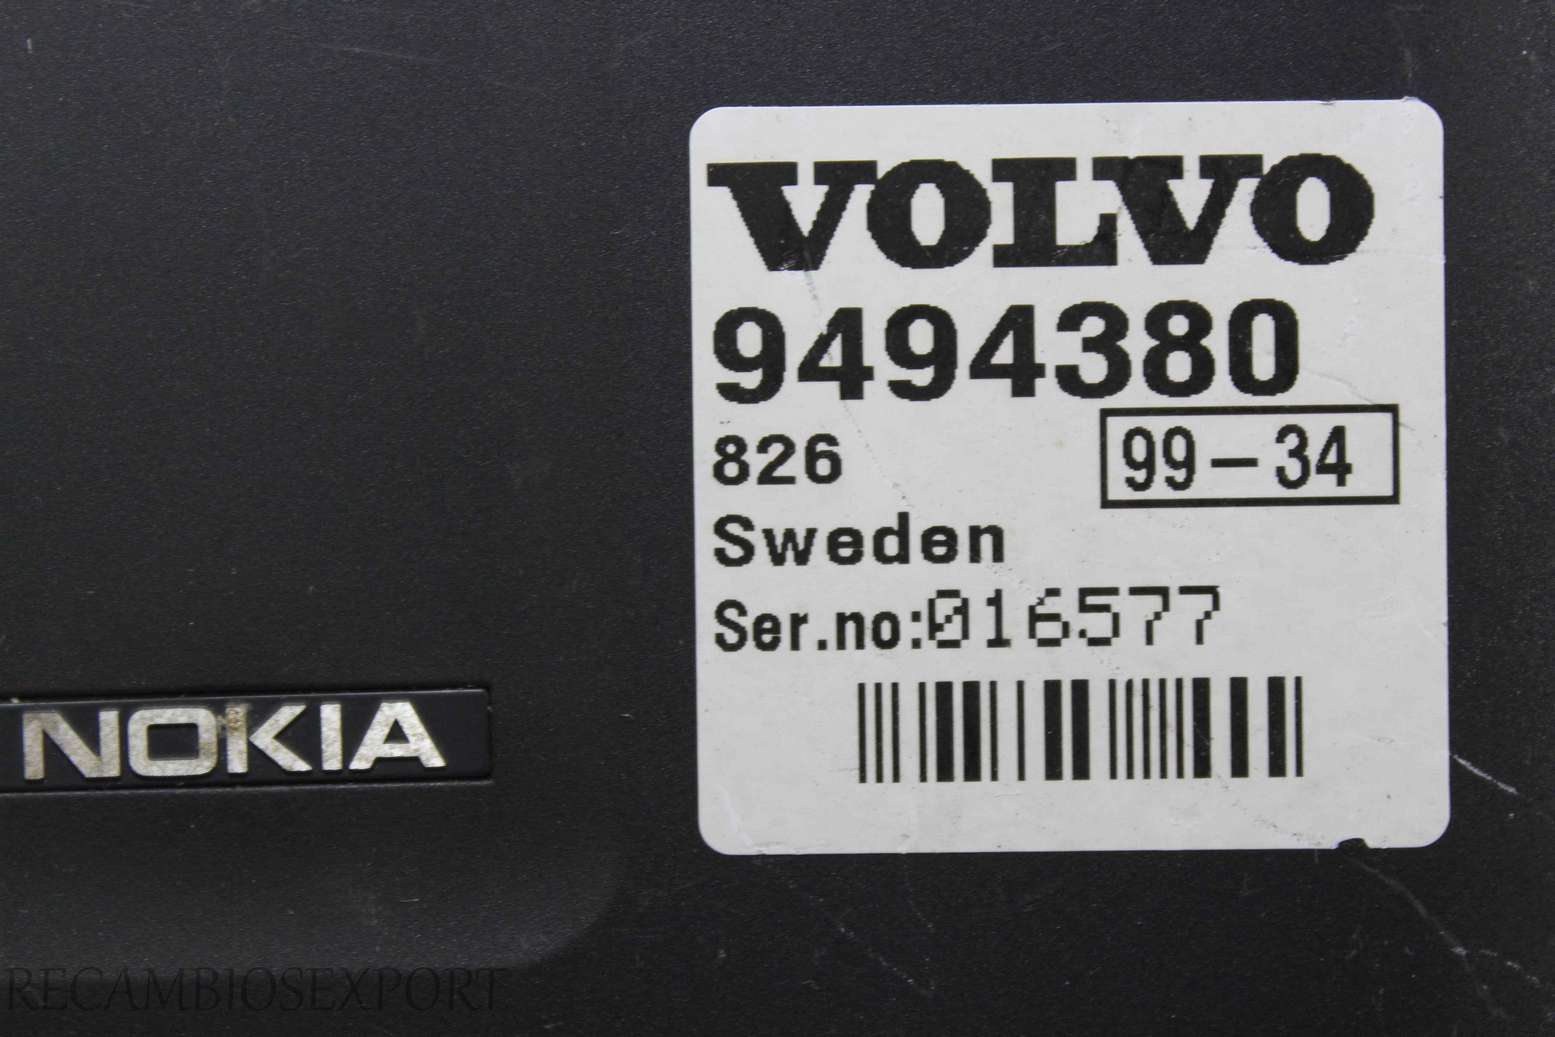 VOLVO
9494380
826 99-34
Sweden
Ser.no:016577
NOKIA
RECAMBIOSEXPORT